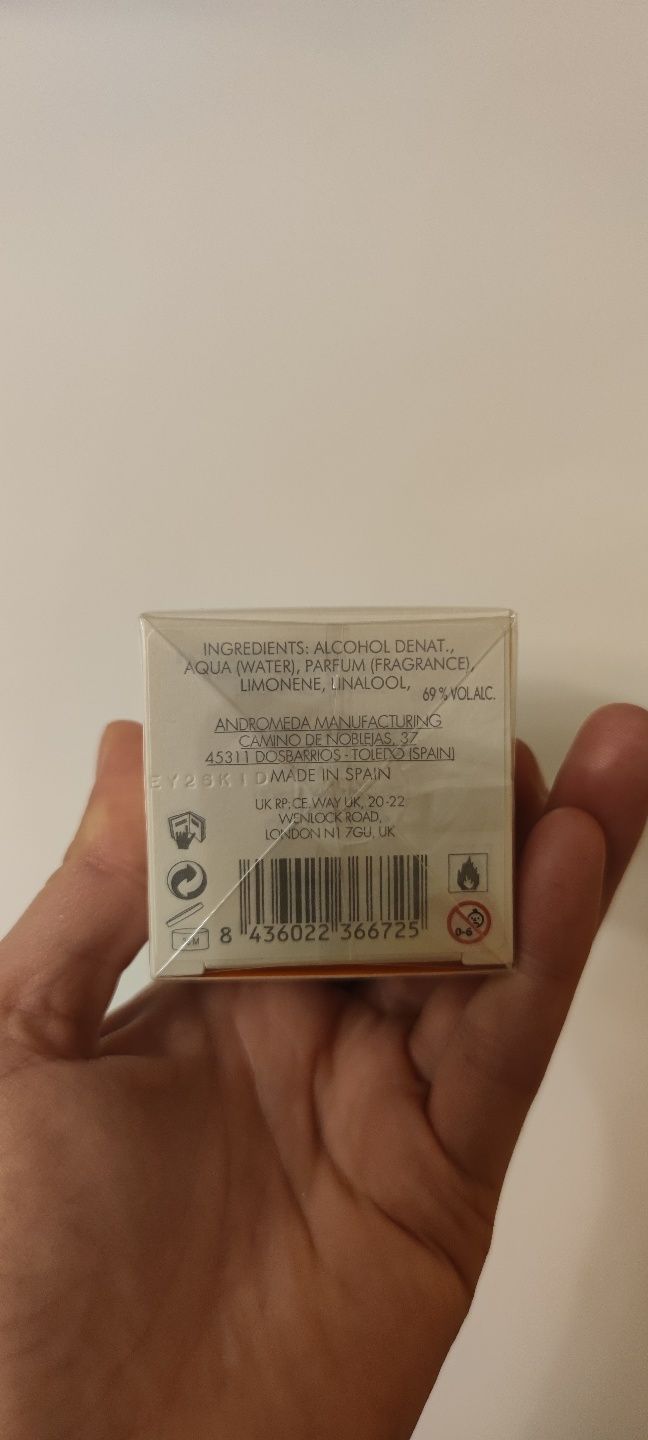 INGREDIENTS: ALCOHOL DENAT.,
AQUA (WATER), PARFUM (FRAGRANCE),
LIMONENE, LINALOOL,
69 % VOL.ALC.
ANDROMEDA MANUFACTURING
CAMINO DE NOBLEJAS, 37
45311 DOSBARRIOS - TOLEDO (SPAIN)
MADE IN SPAIN
UK RP: CE.WAY UK, 20-22
WENLOCK ROAD,
LONDON N1 7GU, UK
8 436022 366725
0-6